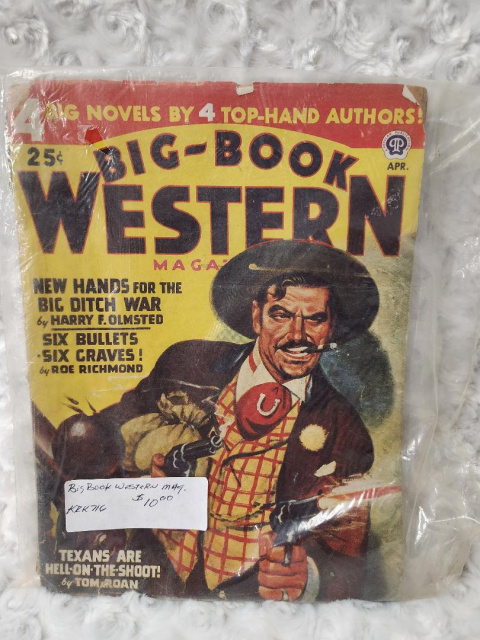 4 BIG NOVELS BY 4 TOP-HAND AUTHORS!
25¢
BIG-BOOK
APR.
WESTERN
MAGA
NEW HANDS FOR THE
BIG DITCH WAR
by HARRY F. OLMSTED
SIX BULLETS
-SIX GRAVES!
by ROE RICHMOND
Big Book Western Mag.
$10.00
KEK716
TEXANS ARE
HELL-ON-THE-SHOOT!
by TOM ROAN